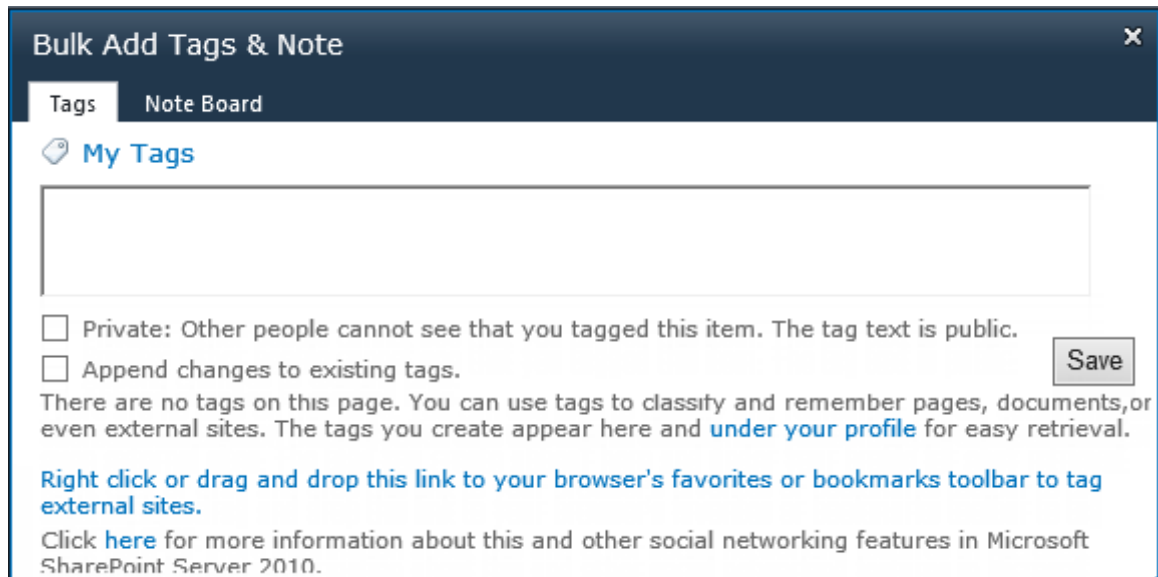 Bulk Add Tags & Note
Tags Note Board
My Tags
Private: Other people cannot see that you tagged this item. The tag text is public.
Save
Append changes to existing tags.
There are no tags on this page. You can use tags to classify and remember pages, documents,or
even external sites. The tags you create appear here and under your profile for easy retrieval.
Right click or drag and drop this link to your browser's favorites or bookmarks toolbar to tag
external sites.
Click here for more information about this and other social networking features in Microsoft
SharePoint Server 2010.